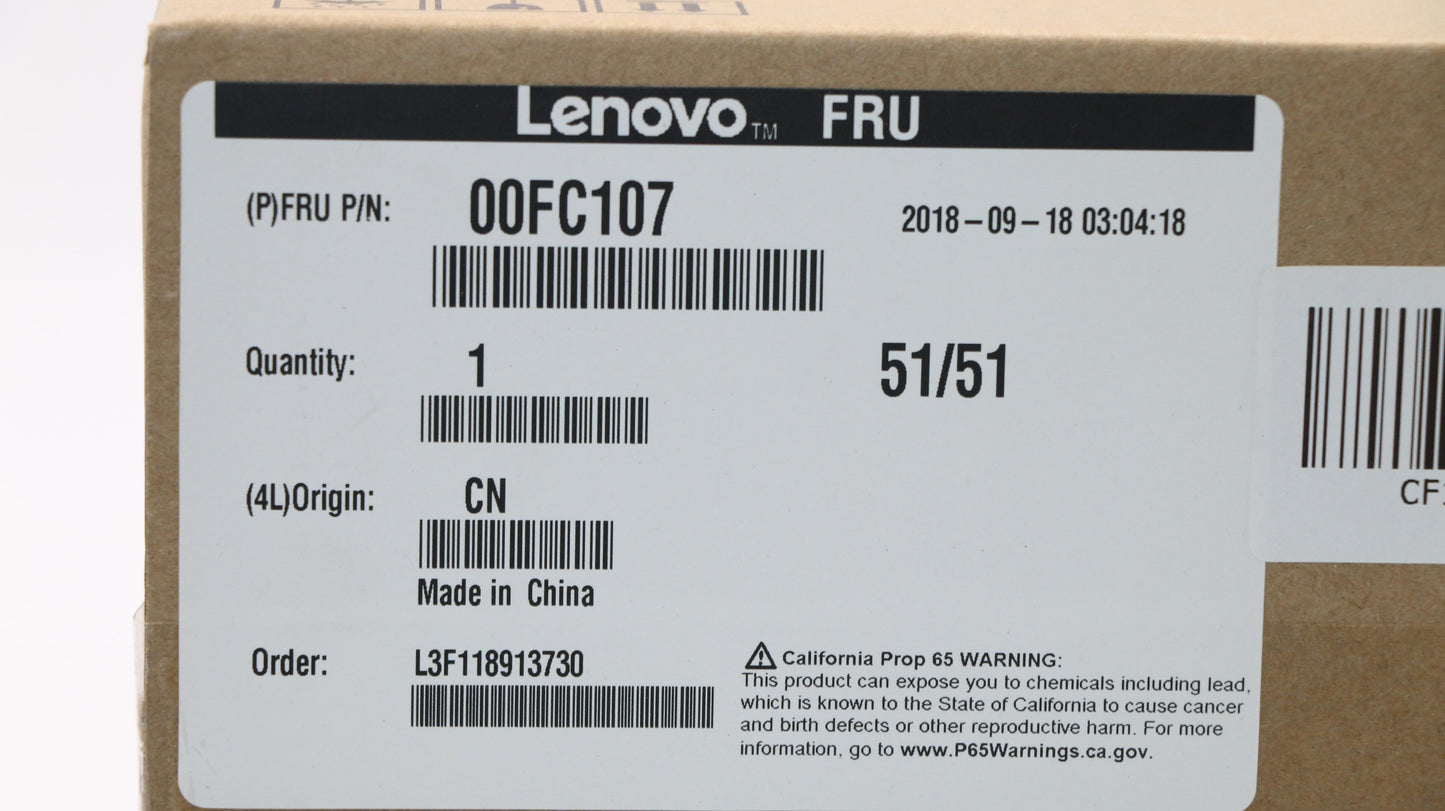 Lenovo™ FRU
(P)FRU P/N: 00FC107 2018-09-18 03:04:18
Quantity: 1 51/51
(4L)Origin: CN
Made in China
Order: L3F118913730
California Prop 65 WARNING:
This product can expose you to chemicals including lead,
which is known to the State of California to cause cancer
and birth defects or other reproductive harm. For more
information, go to www.P65Warnings.ca.gov.